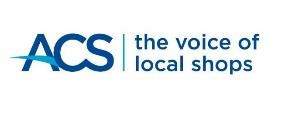 ACS
the voice of
local shops